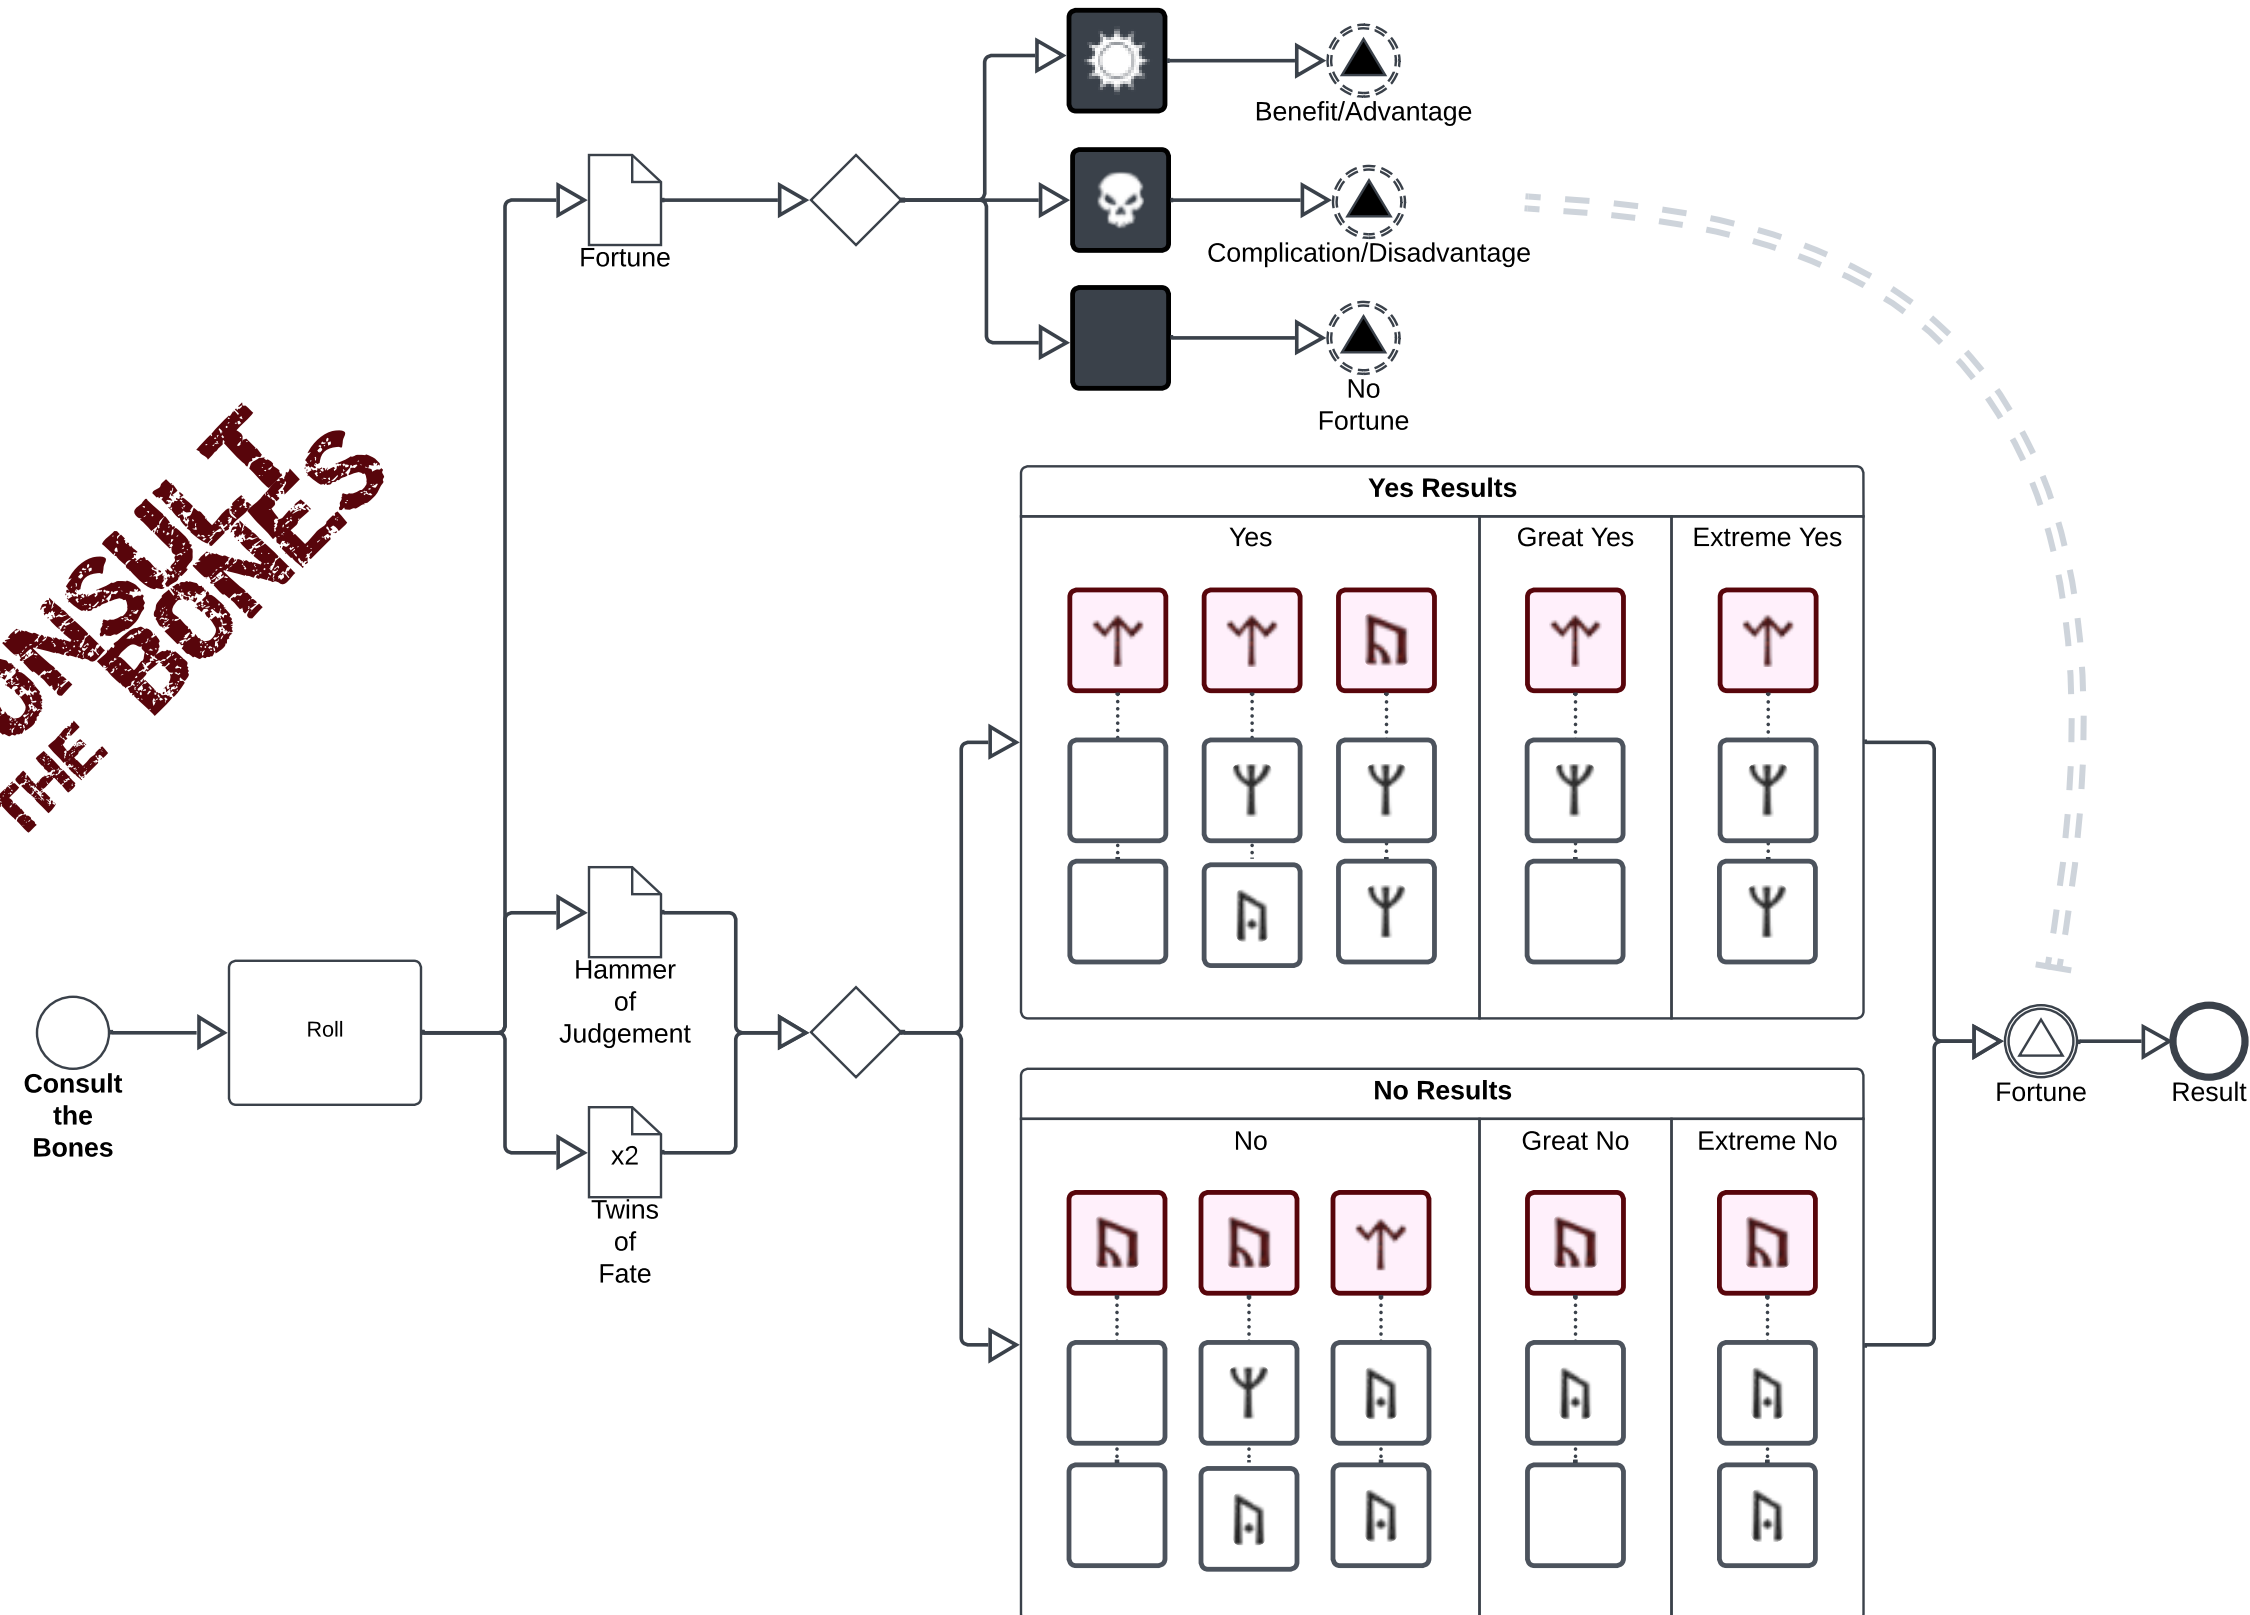 Benefit/Advantage
Fortune
Complication/Disadvantage
No
Fortune
BONES
THE
Yes Results
Yes
Great Yes
Extreme Yes
Hammer
of
Judgement
Roll
Consult
the
Bones
x2
Twins
of
Fate
No Results
No
Great No
Extreme No
Fortune
Result